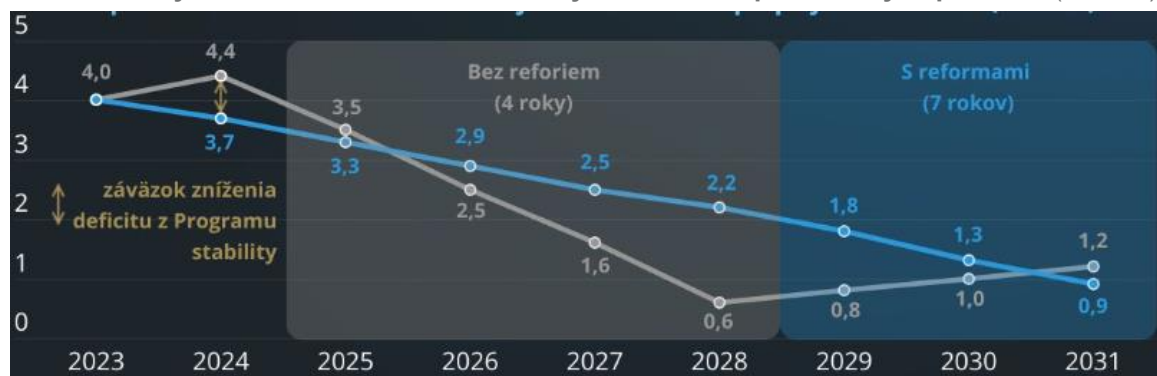 5
4
3
2
1
0
4,0
4,4
3,7
3,5
3,3
2,9
2,5
2,5
1,6
2,2
0,6
1,8
0,8
1,3
1,0
1,2
0,9
Bez reforiem
(4 roky)
S reformami
(7 rokov)
záväzok zníženia
deficitu z Programu
stability
2023 2024 2025 2026 2027 2028 2029 2030 2031